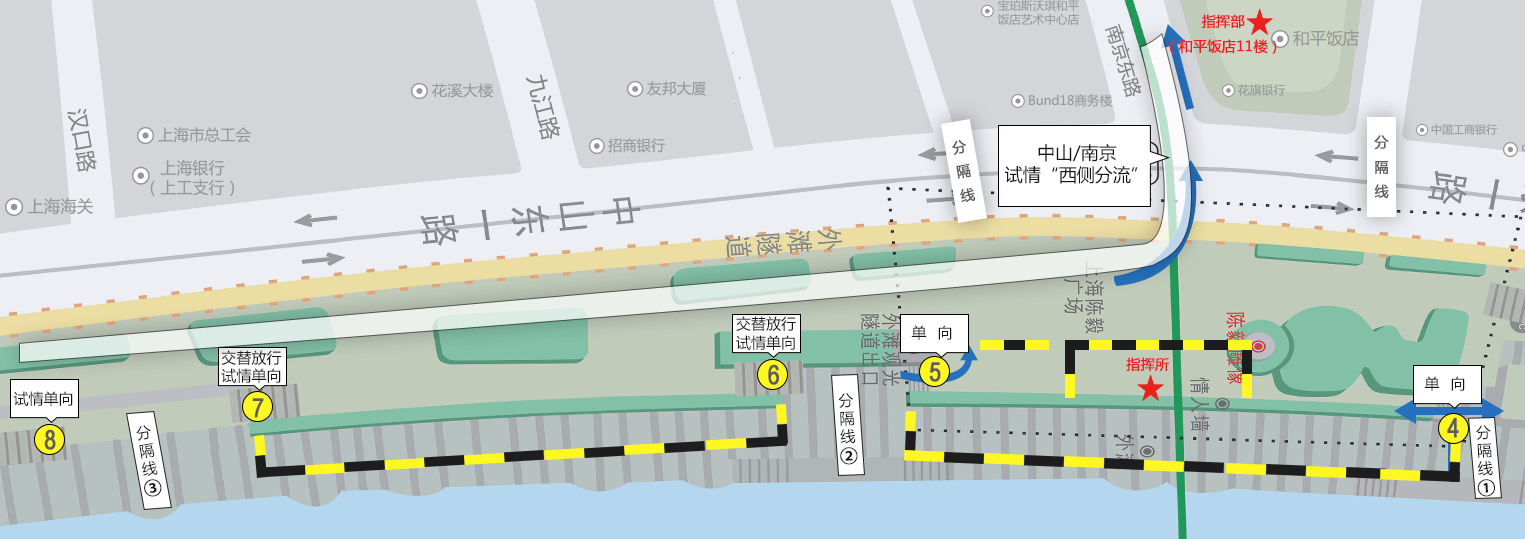 宝珀斯沃琪和平
饭店艺术中心店
指挥部
（和平饭店11楼）
和平饭店
南京东路
花溪大楼
九江路
友邦大厦
Bund18商务楼
花旗银行
汉口路
上海市总工会
招商银行
中国工商银行
上海银行
（上工支行）
上海海关
分隔线
中山/南京
试情“西侧分流”
分隔线
中山东一路
一路
外滩隧道
上海陈毅
广场
外滩观光
隧道出口
交替放行
试情单向
6
单 向
5
指挥所
情人墙
交替放行
试情单向
7
试情单向
8
分隔线③
分隔线②
单 向
4
分隔线①